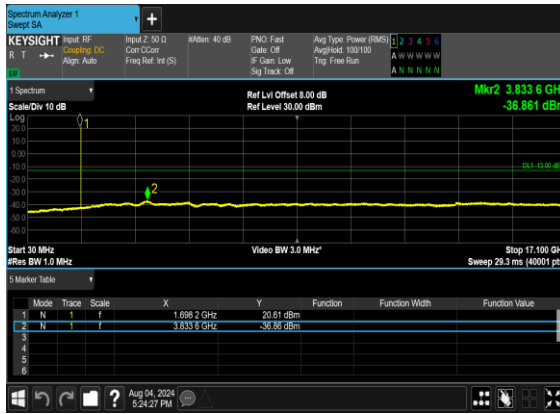 Spectrum Analyzer 1
Swept SA
+
KEYSIGHT Input: RF Input Z: 50 Ω #Atten: 40 dB PNO: Fast Avg Type: Power (RMS) 1 2 3 4 5 6
R T Coupling: DC Corr CCorr Gate: Off Avg|Hold: 100/100 A W W W W W
Align: Auto Freq Ref: Int (S) IF Gain: Low Trig: Free Run
Sig Track: Off A N N N N N
LXI
1 Spectrum Ref Lvl Offset 8.00 dB Mkr2 3.833 6 GH
Scale/Div 10 dB Ref Level 30.00 dBm -36.861 dB
Log
20.0
10.0
0.00
-10.0
-20.0
-30.0
-40.0
-50.0
-60.0
1
2
DL1 -13.00 dB
Start 30 MHz Video BW 3.0 MHz* Stop 17.100 GH
#Res BW 1.0 MHz Sweep 29.3 ms (40001 pt
5 Marker Table
Mode Trace Scale X Y Function Function Width Function Value
1 N 1 f 1.698 2 GHz 20.61 dBm
2 N 1 f 3.833 6 GHz -36.86 dBm
3
4
5
6
? Aug 04, 2024
5:24:27 PM